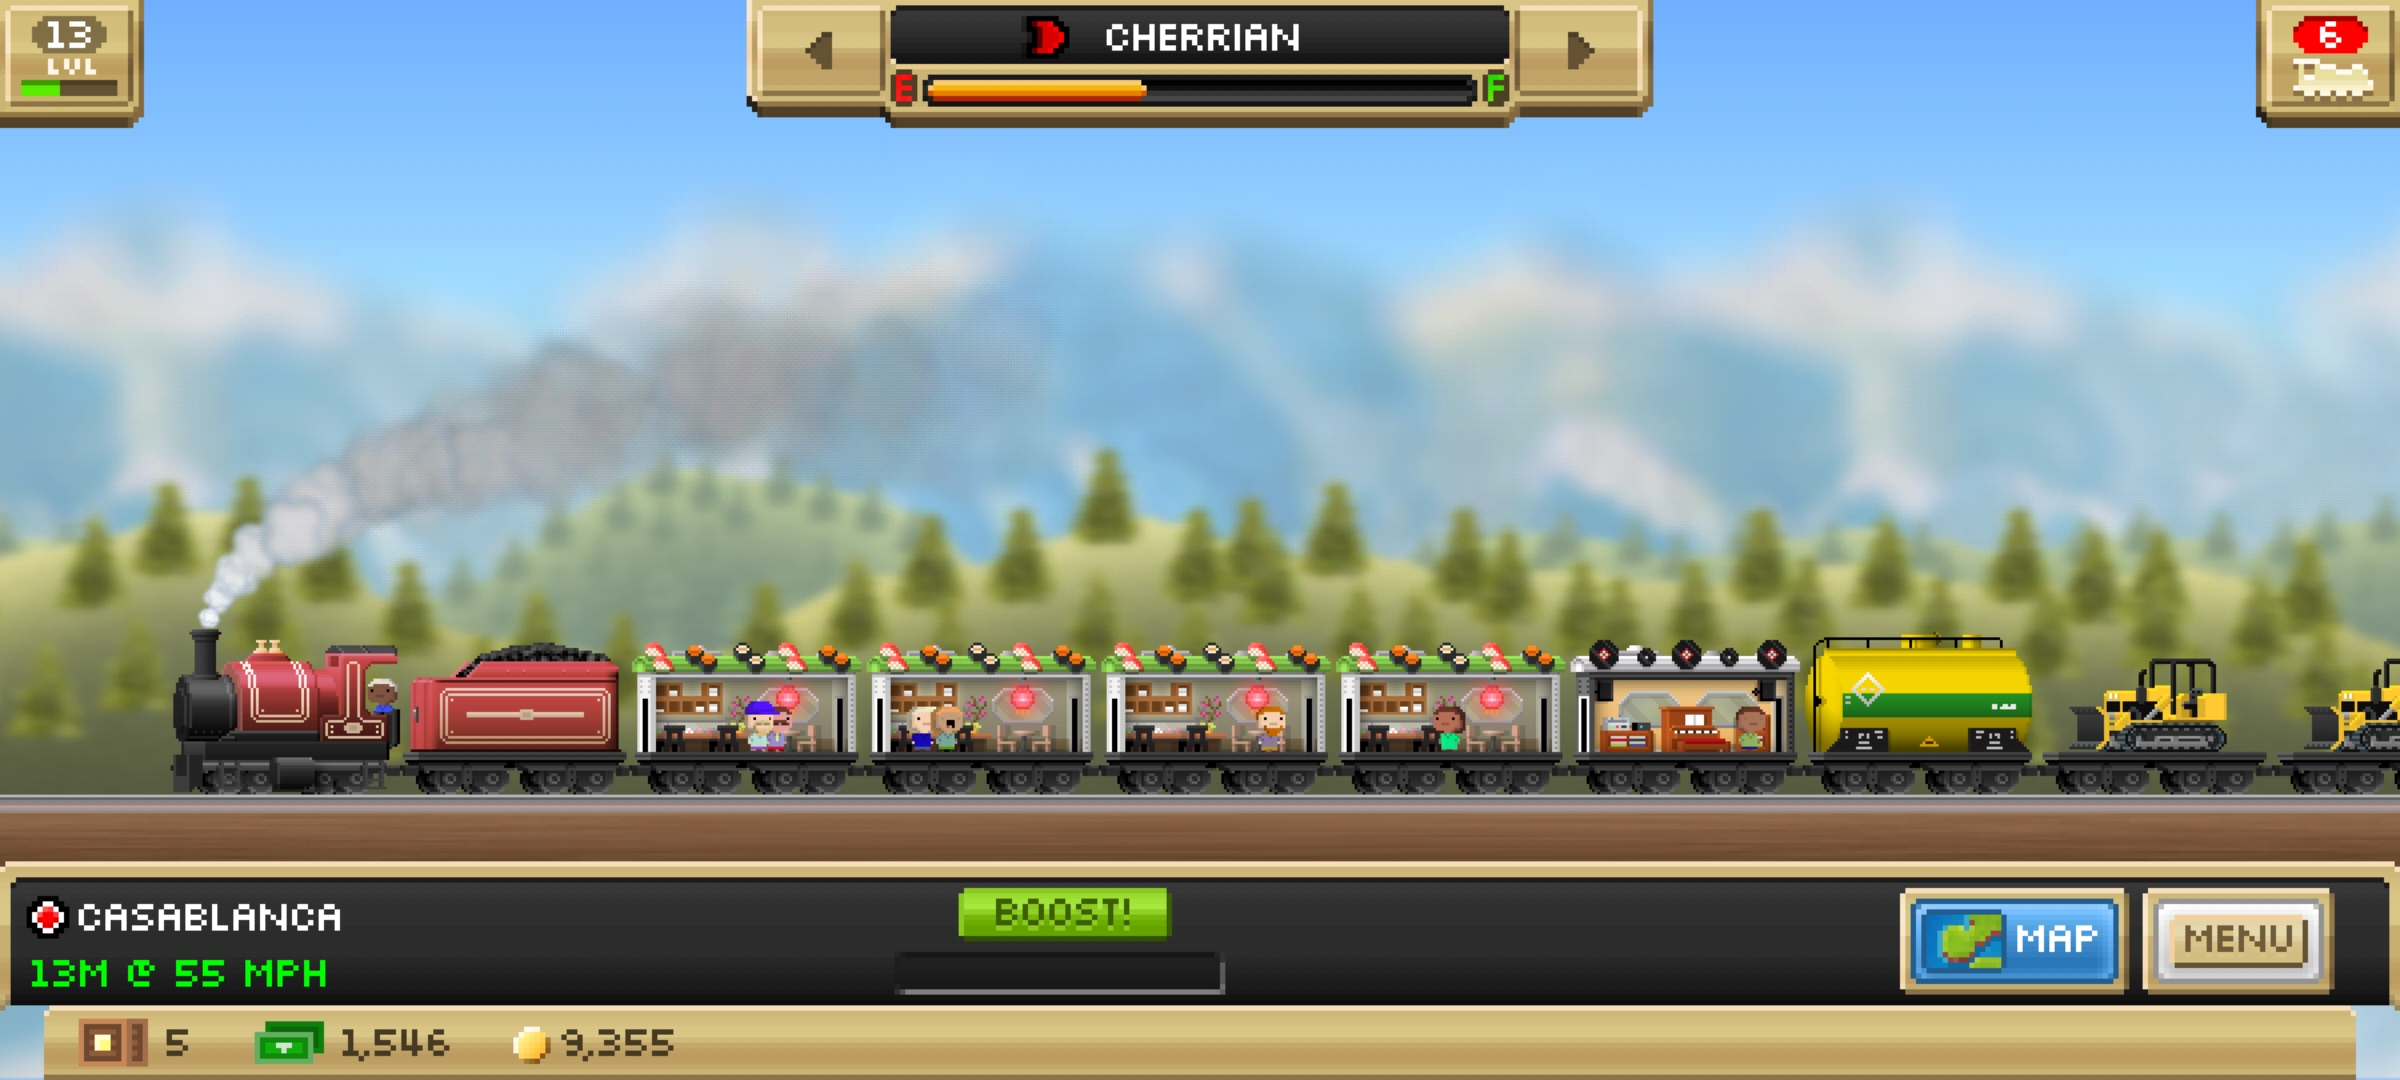 13
LVL
CHERRIAN
E F
6
CASABLANCA
13M @ 55 MPH
BOOST!
MAP
MENU
5 1,546 9,355